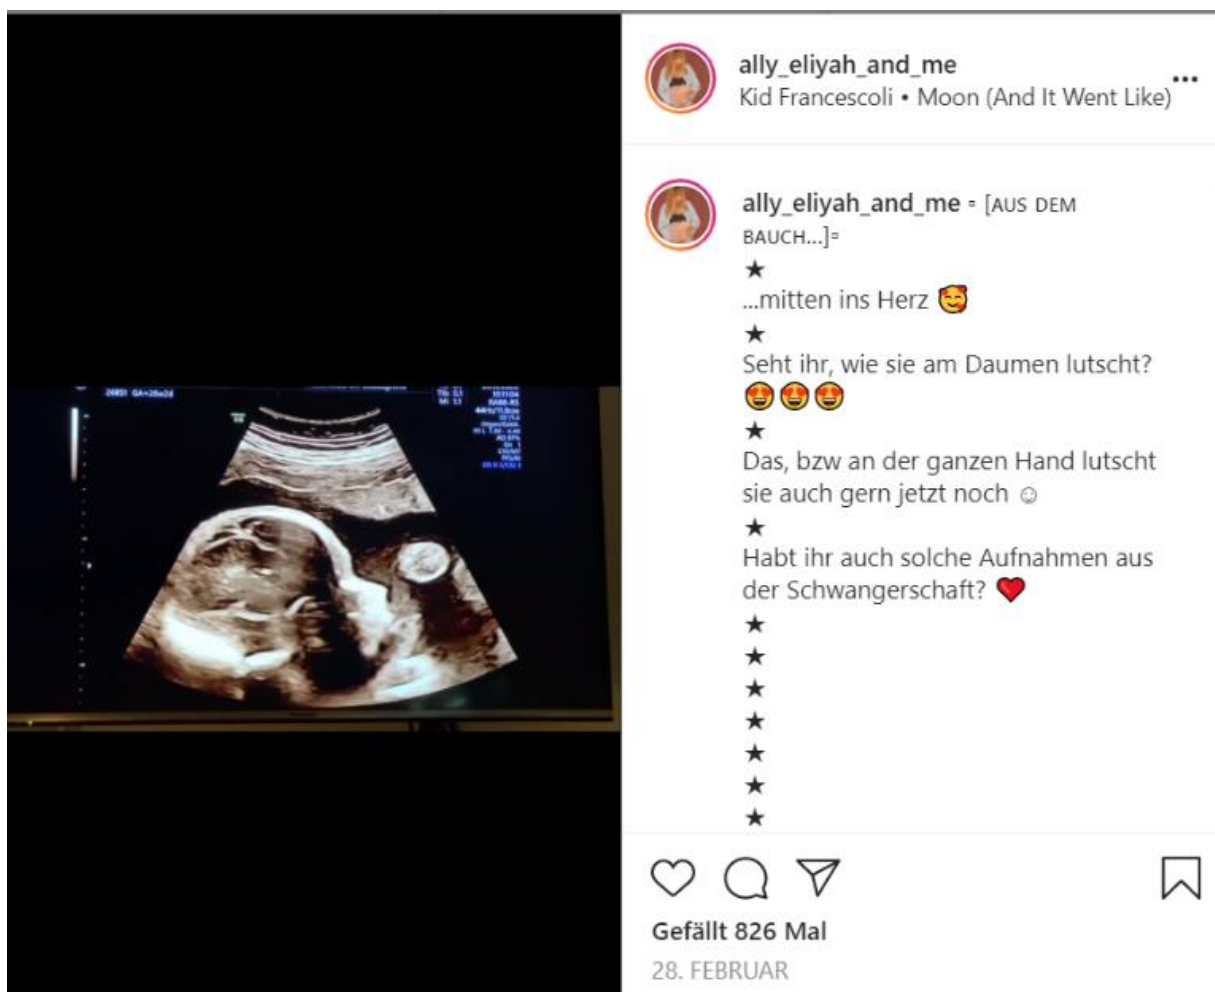 ally_eliyah_and_me
Kid Francescoli • Moon (And It Went Like)
ally_eliyah_and_me ▫ [AUS DEM
BAUCH...]▫
★
...mitten ins Herz 🥰
★
Seht ihr, wie sie am Daumen lutscht?
😍😍😍
★
Das, bzw an der ganzen Hand lutscht
sie auch gern jetzt noch ☺
★
Habt ihr auch solche Aufnahmen aus
der Schwangerschaft? ❤️
★
★
★
★
★
★
★
Gefällt 826 Mal
28. FEBRUAR